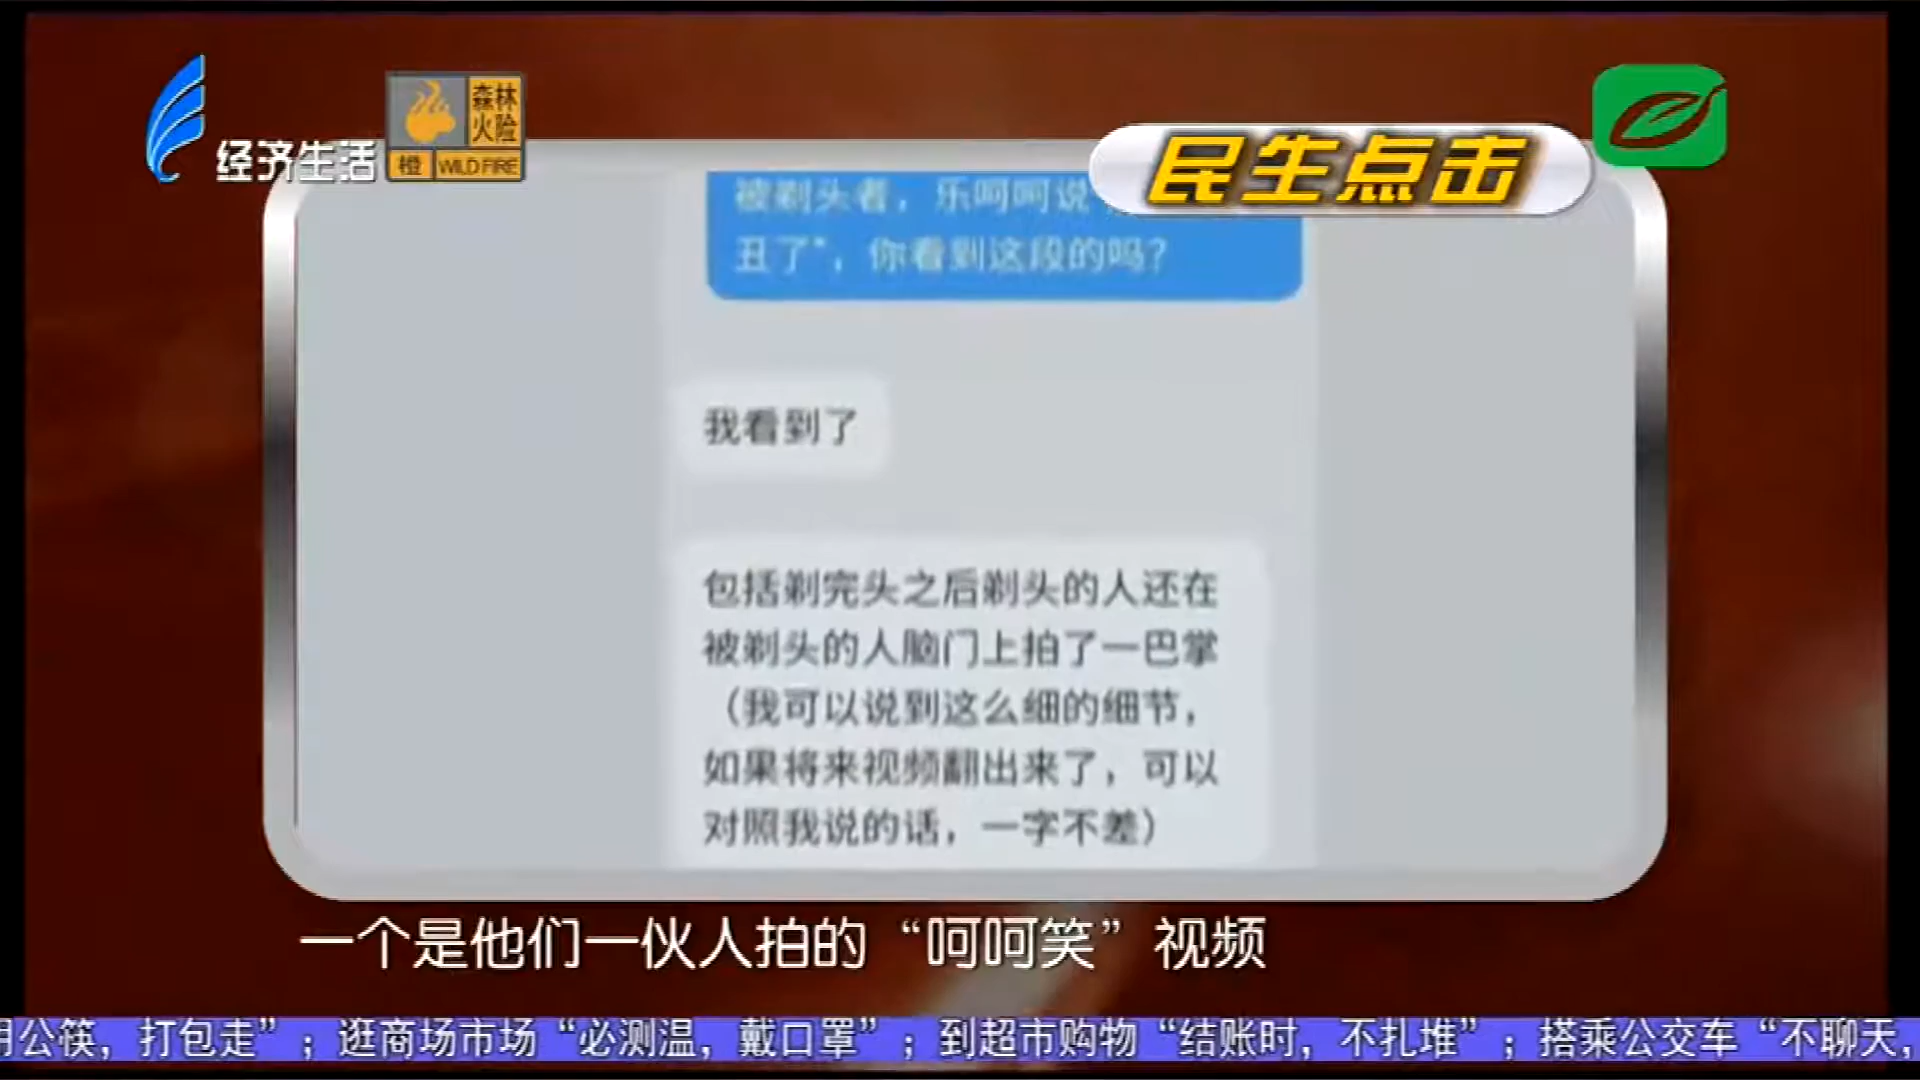 经济生活
森林
火险
橙 WILD FIRE
民生点击
被剃头者，乐呵呵说
丑了”，你看到这段的吗？
我看到了
包括剃完头之后剃头的人还在
被剃头的人脑门上拍了一巴掌
（我可以说到这么细的细节，
如果将来视频翻出来了，可以
对照我说的话，一字不差）
一个是他们一伙人拍的“呵呵笑”视频
公筷，打包走”；逛商场市场“必测温，戴口罩”；到超市购物“结账时，不扎堆”；搭乘公交车“不聊天，